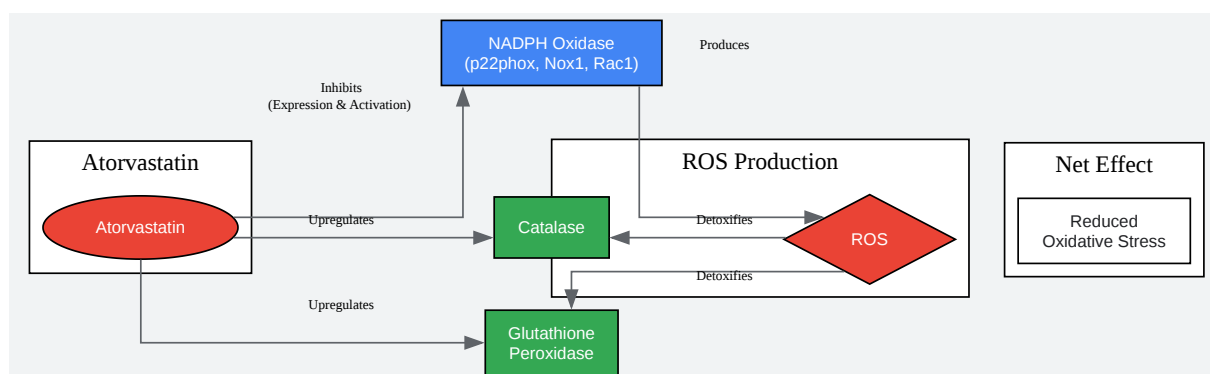 NADPH Oxidase
(p22phox, Nox1, Rac1)
Produces
Inhibits
(Expression & Activation)
Atorvastatin
ROS Production
Net Effect
Atorvastatin
Upregulates
Catalase
Detoxifies
ROS
Reduced
Oxidative Stress
Detoxifies
Upregulates
Glutathione
Peroxidase